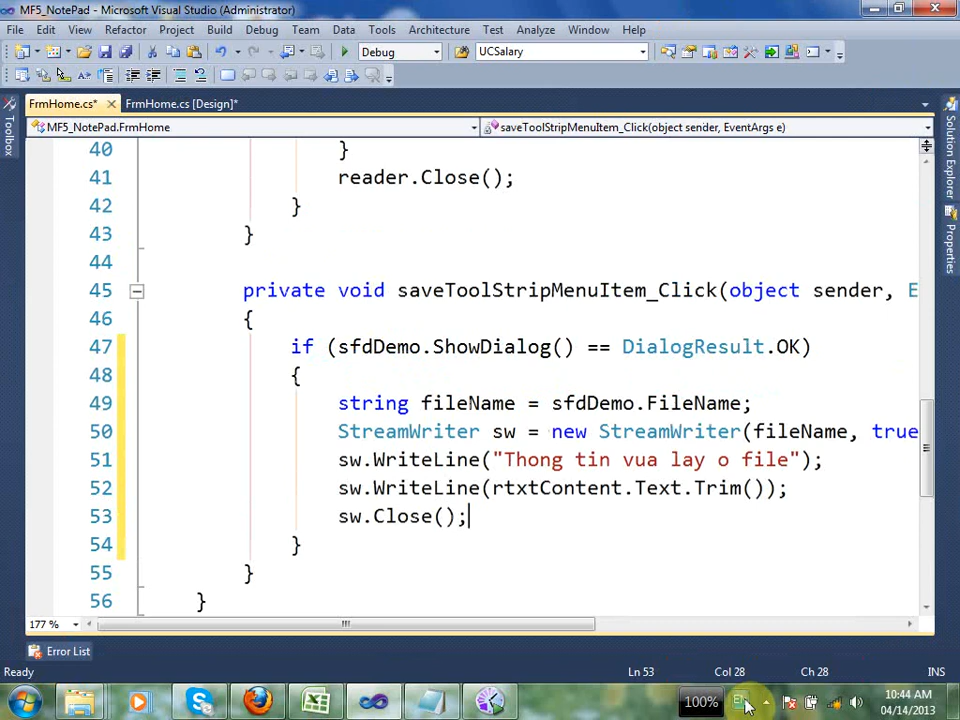 MF5_NotePad - Microsoft Visual Studio (Administrator)
File Edit View Refactor Project Build Debug Team Data Tools Architecture Test Analyze Window Help
Debug UCSalary
FrmHome.cs* FrmHome.cs [Design]*
MF5_NotePad.FrmHome saveToolStripMenuItem_Click(object sender, EventArgs e)
Toolbox
Solution Explorer
Properties
40 }
41 reader.Close();
42 }
43 }
44
45 private void saveToolStripMenuItem_Click(object sender, E
46 {
47 if (sfdDemo.ShowDialog() == DialogResult.OK)
48 {
49 string fileName = sfdDemo.FileName;
50 StreamWriter sw = new StreamWriter(fileName, true
51 sw.WriteLine("Thong tin vua lay o file");
52 sw.WriteLine(rtxtContent.Text.Trim());
53 sw.Close();
54 }
55 }
56 }
177 %
Error List
Ready Ln 53 Col 28 Ch 28 INS
100% 10:44 AM
04/14/2013